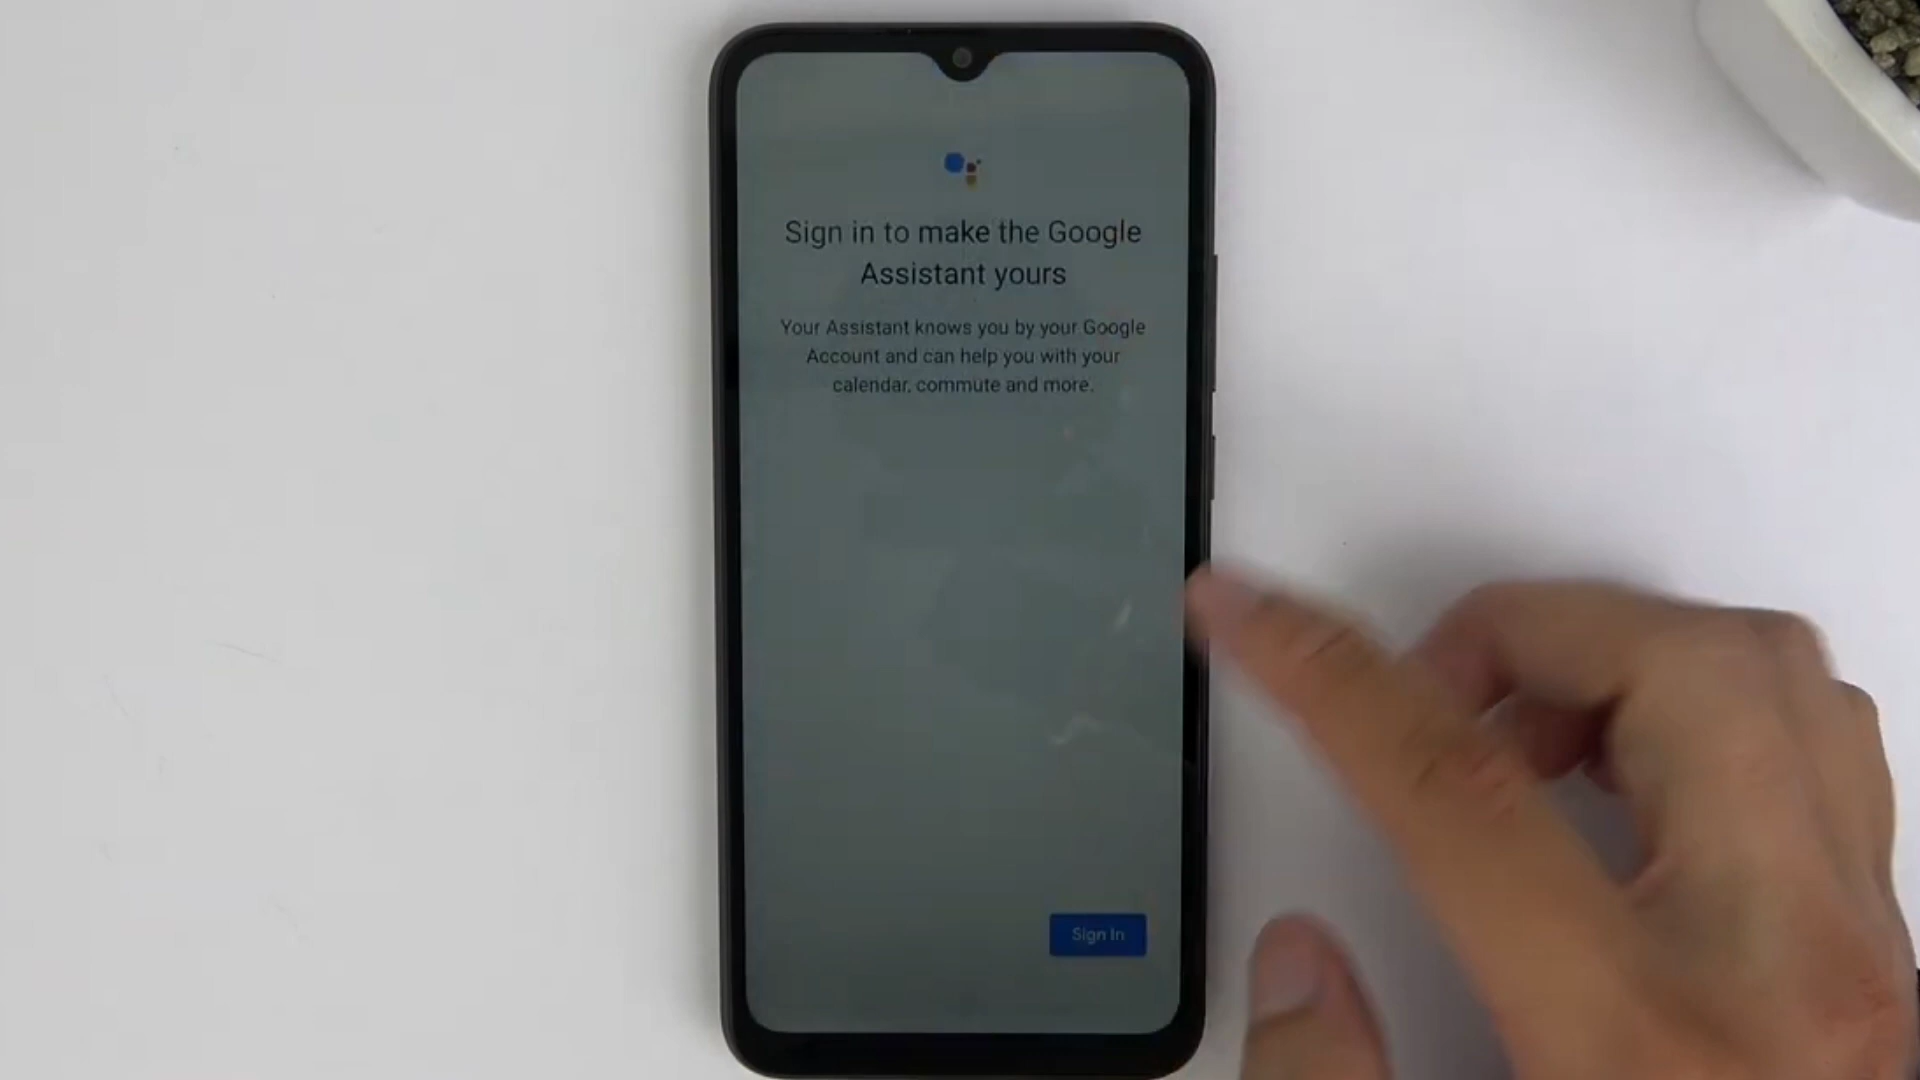 Sign in to make the Google
Assistant yours
Your Assistant knows you by your Google
Account and can help you with your
calendar, commute and more.
Sign In